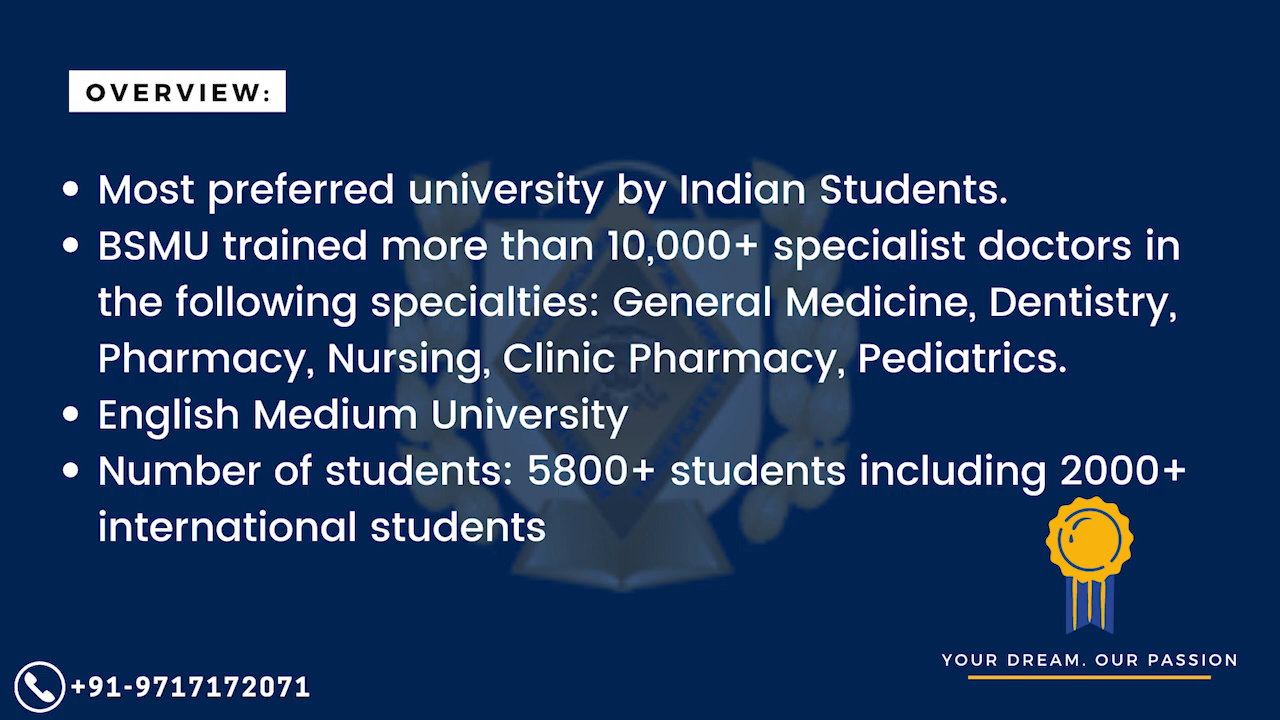 OVERVIEW:
• Most preferred university by Indian Students.
• BSMU trained more than 10,000+ specialist doctors in
the following specialties: General Medicine, Dentistry,
Pharmacy, Nursing, Clinic Pharmacy, Pediatrics.
• English Medium University
• Number of students: 5800+ students including 2000+
international students
YOUR DREAM. OUR PASSION
+91-9717172071